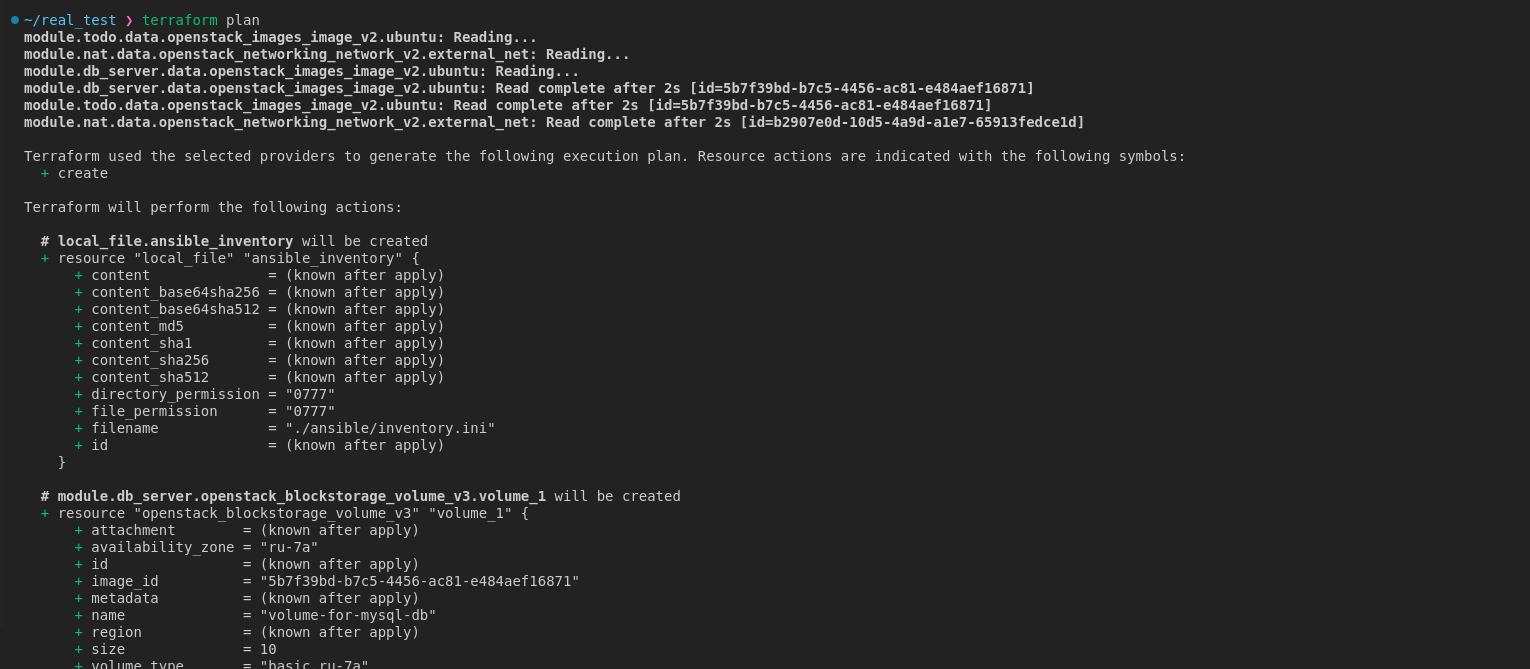 ~/real_test ❯ terraform plan
module.todo.data.openstack_images_image_v2.ubuntu: Reading...
module.nat.data.openstack_networking_network_v2.external_net: Reading...
module.db_server.data.openstack_images_image_v2.ubuntu: Reading...
module.db_server.data.openstack_images_image_v2.ubuntu: Read complete after 2s [id=5b7f39bd-b7c5-4456-ac81-e484aef16871]
module.todo.data.openstack_images_image_v2.ubuntu: Read complete after 2s [id=5b7f39bd-b7c5-4456-ac81-e484aef16871]
module.nat.data.openstack_networking_network_v2.external_net: Read complete after 2s [id=b2907e0d-10d5-4a9d-a1e7-65913fedce1d]

Terraform used the selected providers to generate the following execution plan. Resource actions are indicated with the following symbols:
  + create

Terraform will perform the following actions:

  # local_file.ansible_inventory will be created
  + resource "local_file" "ansible_inventory" {
      + content              = (known after apply)
      + content_base64sha256 = (known after apply)
      + content_base64sha512 = (known after apply)
      + content_md5          = (known after apply)
      + content_sha1         = (known after apply)
      + content_sha256       = (known after apply)
      + content_sha512       = (known after apply)
      + directory_permission = "0777"
      + file_permission      = "0777"
      + filename             = "./ansible/inventory.ini"
      + id                   = (known after apply)
    }

  # module.db_server.openstack_blockstorage_volume_v3.volume_1 will be created
  + resource "openstack_blockstorage_volume_v3" "volume_1" {
      + attachment        = (known after apply)
      + availability_zone = "ru-7a"
      + id                = (known after apply)
      + image_id          = "5b7f39bd-b7c5-4456-ac81-e484aef16871"
      + metadata          = (known after apply)
      + name              = "volume-for-mysql-db"
      + region            = (known after apply)
      + size              = 10
      + volume_type       = "basic.ru-7a"